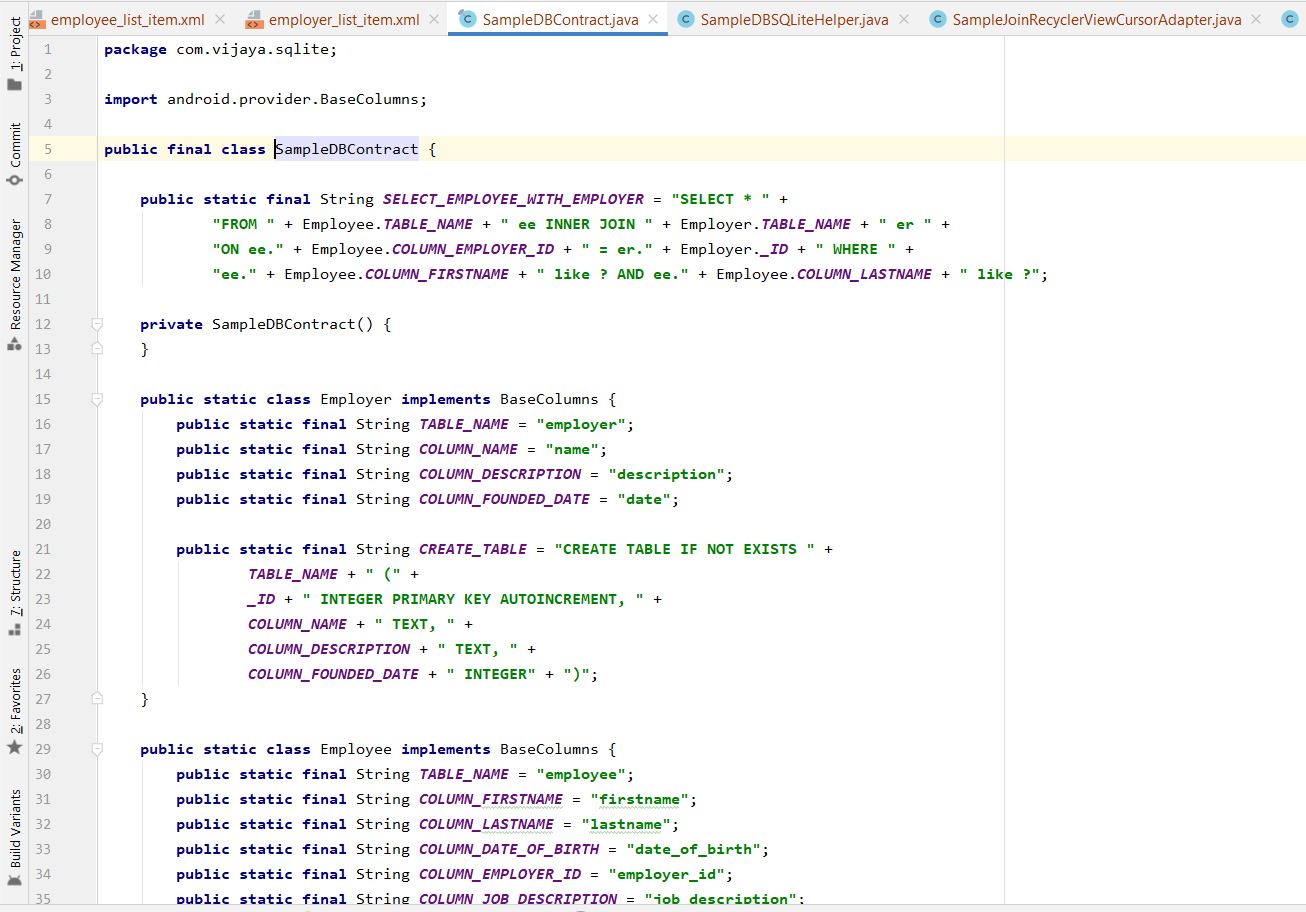 employee_list_item.xml employer_list_item.xml SampleDBContract.java SampleDBSQLiteHelper.java SampleJoinRecyclerViewCursorAdapter.java C
1: Project
Commit
Resource Manager
7: Structure
2: Favorites
Build Variants
1 package com.vijaya.sqlite;
2
3 import android.provider.BaseColumns;
4
5 public final class SampleDBContract {
6
7     public static final String SELECT_EMPLOYEE_WITH_EMPLOYER = "SELECT * " +
8             "FROM " + Employee.TABLE_NAME + " ee INNER JOIN " + Employer.TABLE_NAME + " er " +
9             "ON ee." + Employee.COLUMN_EMPLOYER_ID + " = er." + Employer._ID + " WHERE " +
10             "ee." + Employee.COLUMN_FIRSTNAME + " like ? AND ee." + Employee.COLUMN_LASTNAME + " like ?";
11
12     private SampleDBContract() {
13     }
14
15     public static class Employer implements BaseColumns {
16         public static final String TABLE_NAME = "employer";
17         public static final String COLUMN_NAME = "name";
18         public static final String COLUMN_DESCRIPTION = "description";
19         public static final String COLUMN_FOUNDED_DATE = "date";
20
21         public static final String CREATE_TABLE = "CREATE TABLE IF NOT EXISTS " +
22                 TABLE_NAME + " (" +
23                 _ID + " INTEGER PRIMARY KEY AUTOINCREMENT, " +
24                 COLUMN_NAME + " TEXT, " +
25                 COLUMN_DESCRIPTION + " TEXT, " +
26                 COLUMN_FOUNDED_DATE + " INTEGER" + ")";
27     }
28
29     public static class Employee implements BaseColumns {
30         public static final String TABLE_NAME = "employee";
31         public static final String COLUMN_FIRSTNAME = "firstname";
32         public static final String COLUMN_LASTNAME = "lastname";
33         public static final String COLUMN_DATE_OF_BIRTH = "date_of_birth";
34         public static final String COLUMN_EMPLOYER_ID = "employer_id";
35         public static final String COLUMN_JOB_DESCRIPTION = "job_description";